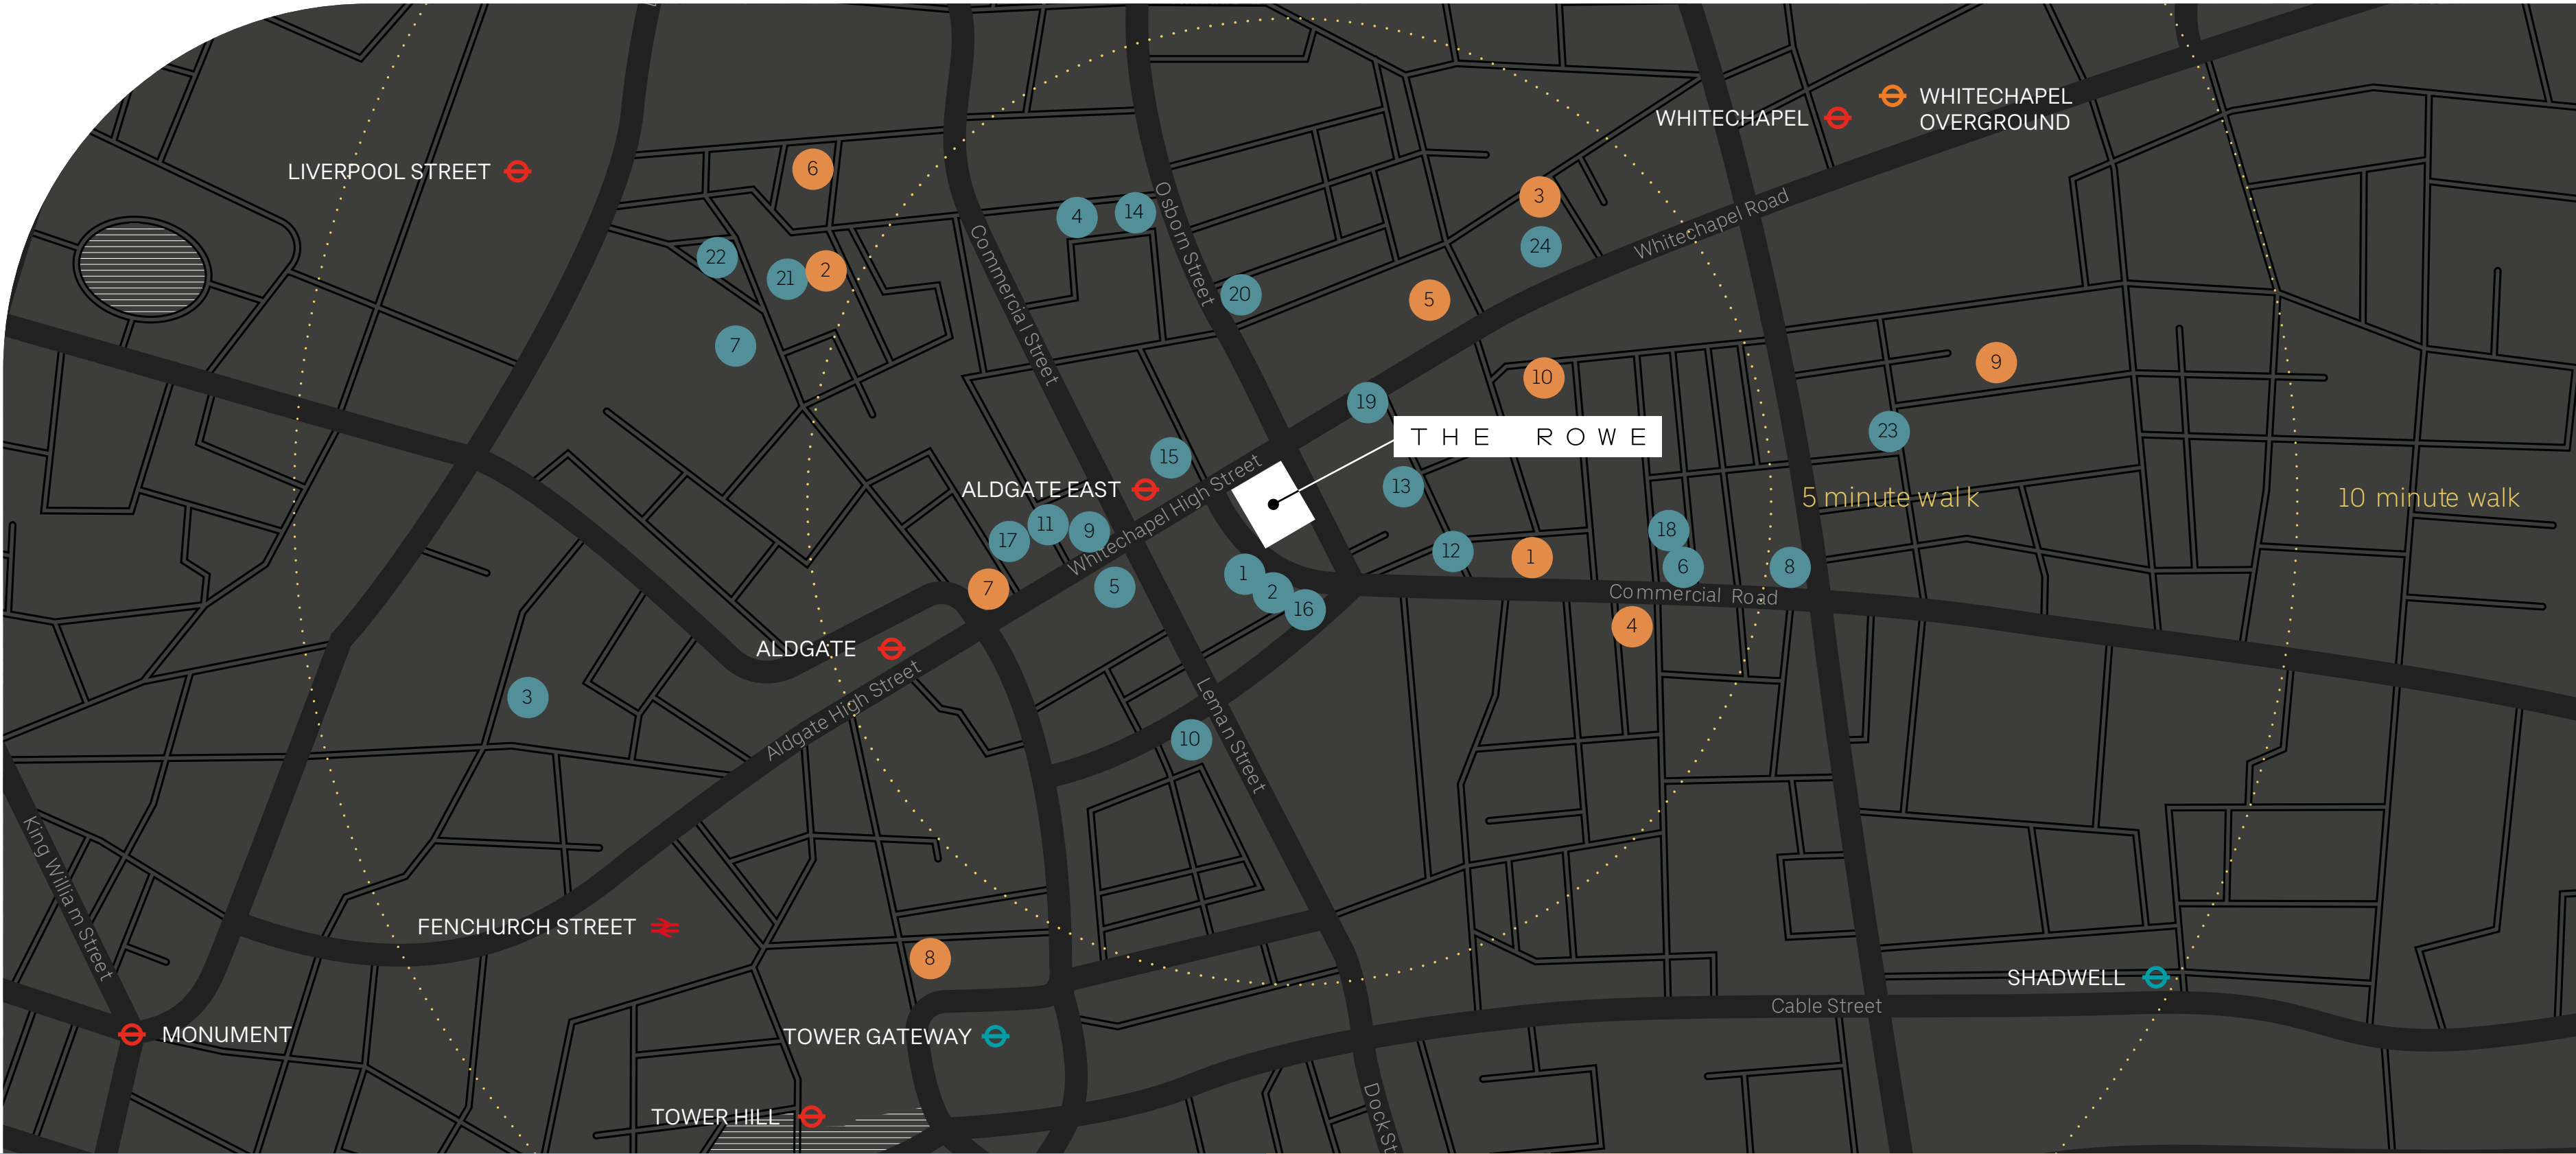 WHITECHAPEL
OVERGROUND
WHITECHAPEL
LIVERPOOL STREET
6
3
4
14
Osborn Street
Whitechapel Road
24
22
21
2
Commercial Street
20
5
7
9
10
19
THE ROWE
23
15
Whitechapel High Street
ALDGATE EAST
13
5 minute walk
10 minute walk
17
11
9
12
1
18
6
8
7
5
1
2
16
Commercial Road
4
ALDGATE
3
Aldgate High Street
Leman Street
10
King William Street
FENCHURCH STREET
8
SHADWELL
Cable Street
MONUMENT
TOWER GATEWAY
TOWER HILL
Dock St